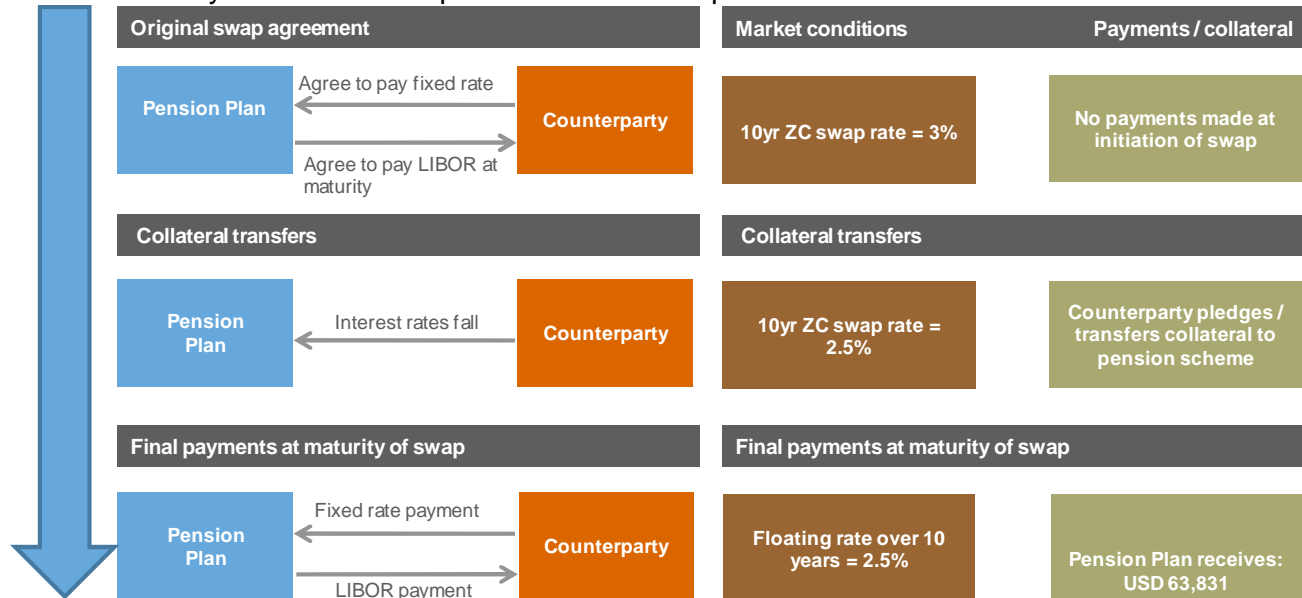 Original swap agreement
Market conditions
Payments / collateral
Pension Plan
Agree to pay fixed rate
Agree to pay LIBOR at
maturity
Counterparty
10yr ZC swap rate = 3%
No payments made at
initiation of swap
Collateral transfers
Collateral transfers
Pension
Plan
Interest rates fall
Counterparty
10yr ZC swap rate =
2.5%
Counterparty pledges /
transfers collateral to
pension scheme
Final payments at maturity of swap
Final payments at maturity of swap
Pension
Plan
Fixed rate payment
LIBOR payment
Counterparty
Floating rate over 10
years = 2.5%
Pension Plan receives:
USD 63,831